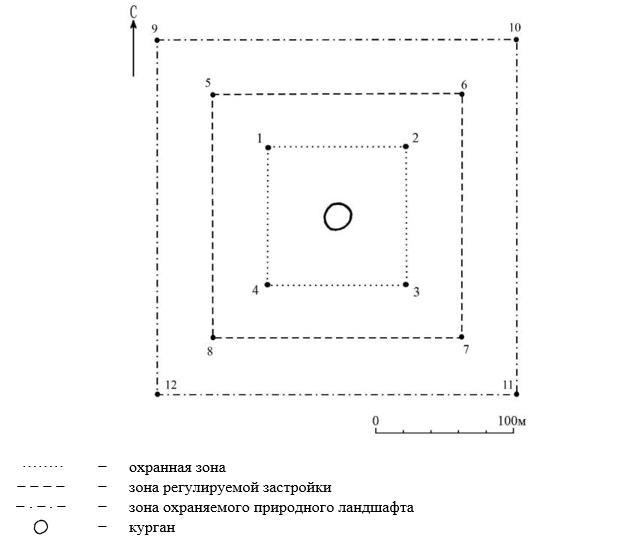 С
9
10
5
6
1
2
4
3
8
7
12
11
0
100м
– охранная зона
– зона регулируемой застройки
– зона охраняемого природного ландшафта
– курган